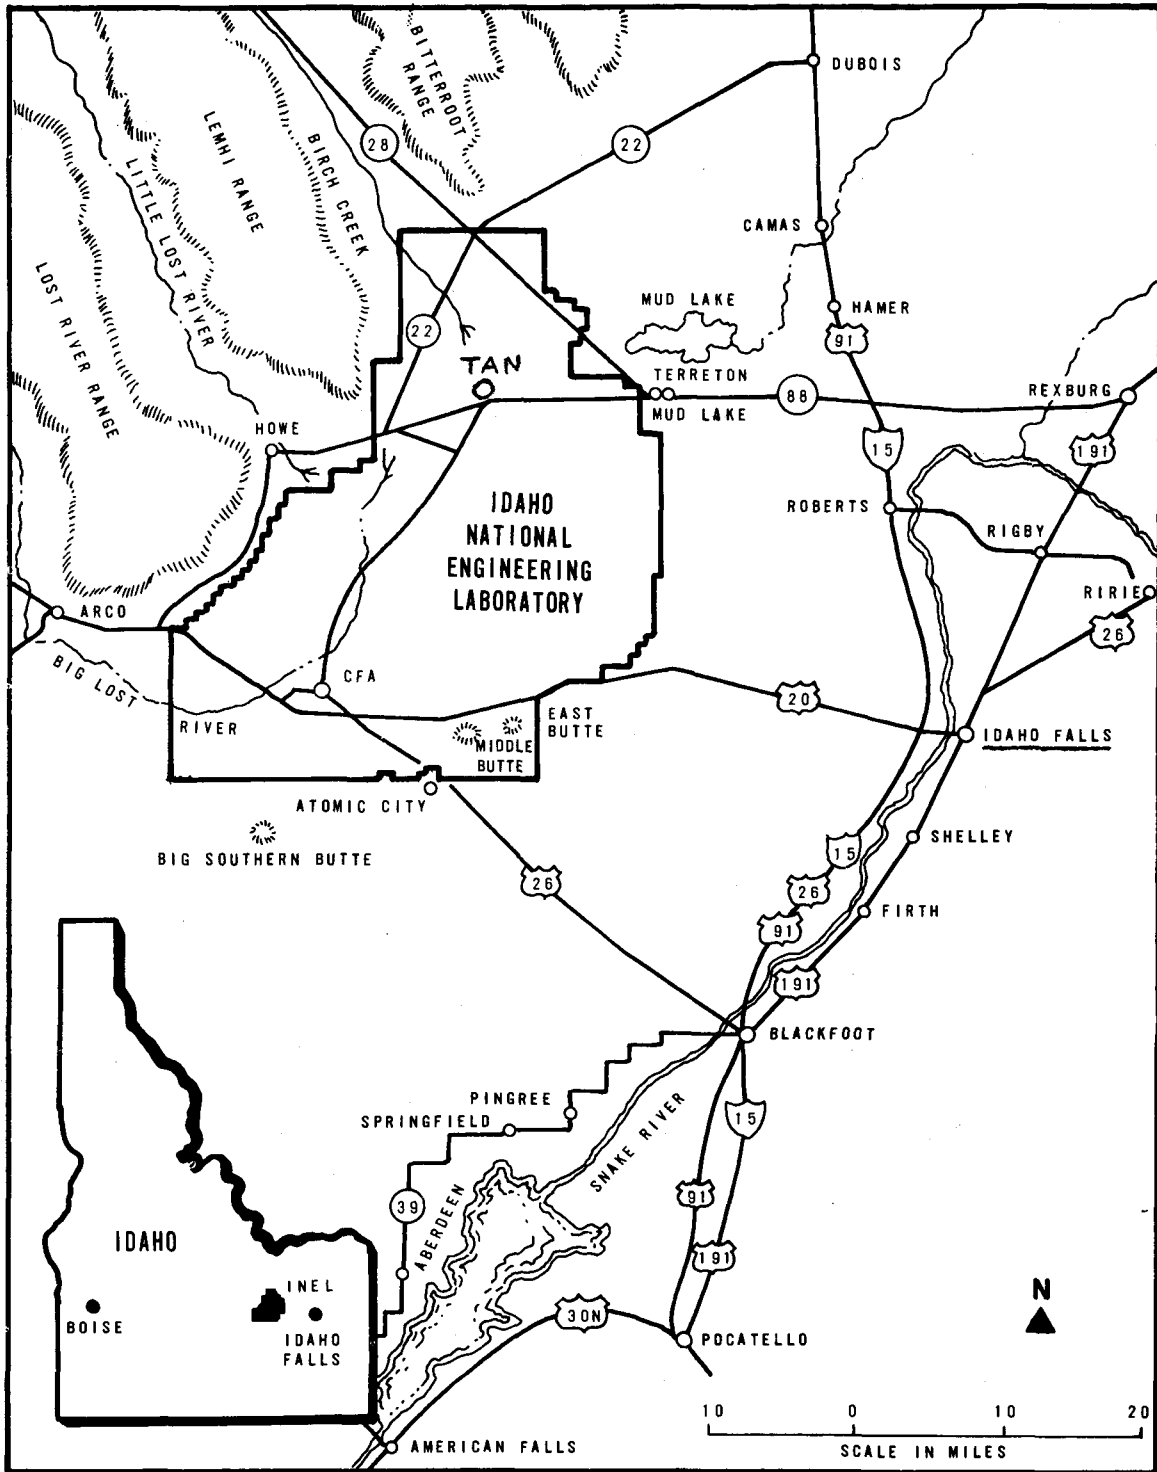 BITTERROOT
RANGE
DUBOIS
28
22
LEMHI RANGE
BIRCH CREEK
LITTLE LOST RIVER
LOST RIVER RANGE
CAMAS
MUD LAKE
HAMER
22
91
TAN
TERRETON
MUD LAKE
88
REXBURG
HOWE
15
191
IDAHO
NATIONAL
ENGINEERING
LABORATORY
ROBERTS
RIGBY
RIRIE
ARCO
26
BIG LOST
RIVER
CFA
20
EAST
BUTTE
MIDDLE
BUTTE
IDAHO FALLS
ATOMIC CITY
BIG SOUTHERN BUTTE
SHELLEY
15
26
26
FIRTH
91
191
BLACKFOOT
PINGREE
SPRINGFIELD
SNAKE RIVER
15
39
ABERDEEN
91
191
IDAHO
INEL
BOISE
IDAHO
FALLS
30N
POCATELLO
N
AMERICAN FALLS
10 0 10 20
SCALE IN MILES